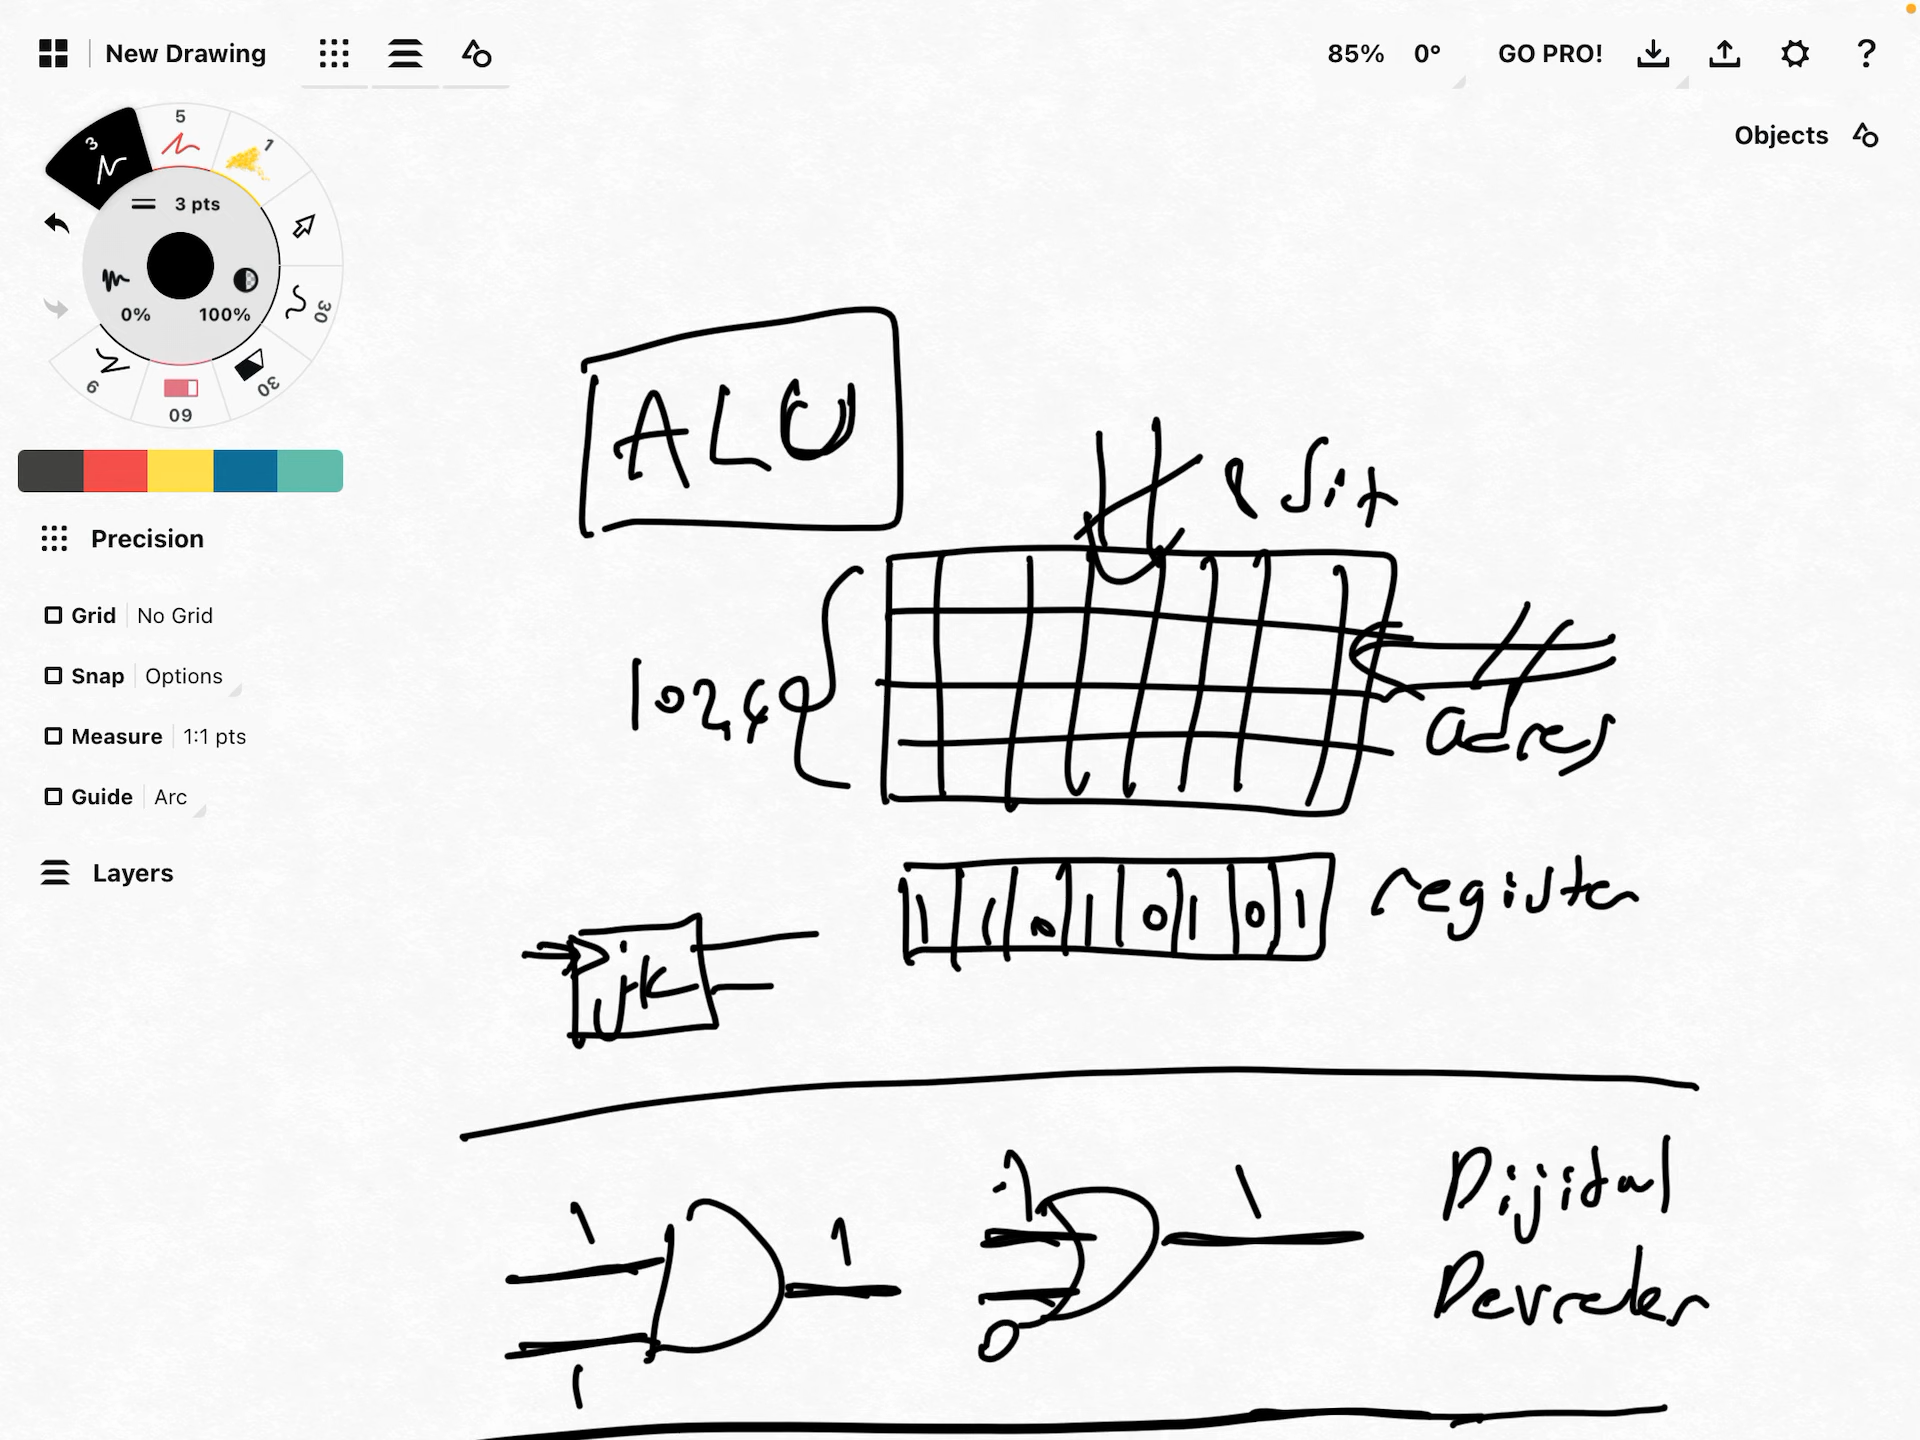 New Drawing
85% 0° GO PRO! ?
Objects
5
3
1
3 pts
0% 100%
30
30
60
6
Precision
Grid No Grid
Snap Options
Measure 1:1 pts
Guide Arc
Layers
ALU
8 bit
1024
adres
1 1 0 1 0 1 0 1
register
jk
1 1 1
1 1
0
Dijital
Devreler